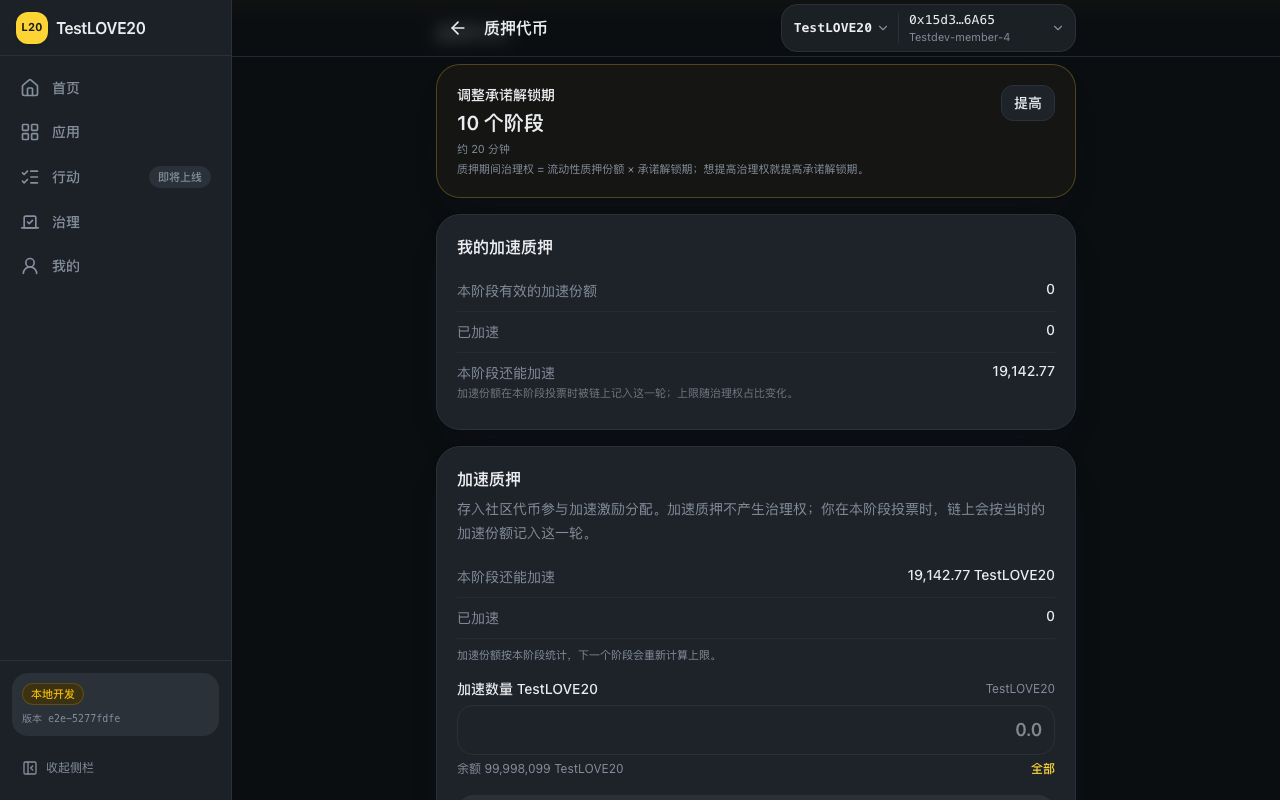 L20 TestLOVE20
首页
应用
行动 即将上线
治理
我的
本地开发
版本 e2e-5277fdfe
收起侧栏
质押代币
TestLOVE20
0x15d3…6A65
Testdev-member-4
调整承诺解锁期
10 个阶段
约 20 分钟
质押期间治理权 = 流动性质押份额 × 承诺解锁期；想提高治理权就提高承诺解锁期。
提高
我的加速质押
本阶段有效的加速份额 0
已加速 0
本阶段还能加速 19,142.77
加速份额在本阶段投票时被链上记入这一轮；上限随治理权占比变化。
加速质押
存入社区代币参与加速激励分配。加速质押不产生治理权；你在本阶段投票时，链上会按当时的
加速份额记入这一轮。
本阶段还能加速 19,142.77 TestLOVE20
已加速 0
加速份额按本阶段统计，下一个阶段会重新计算上限。
加速数量 TestLOVE20 TestLOVE20
0.0
余额 99,998,099 TestLOVE20 全部